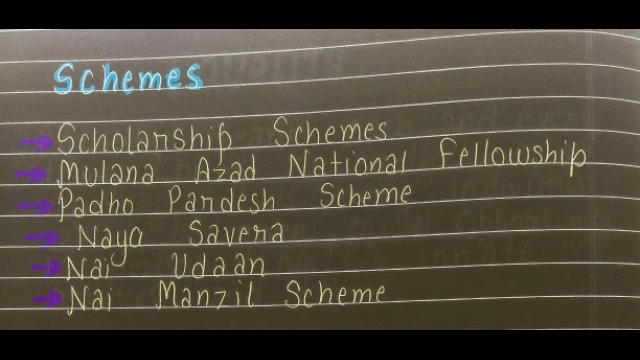 Schemes
→ Scholarship Schemes
→ Mulana Azad National Fellowship
→ Padho Pardesh Scheme
→ Naya Savera
→ Nai Udaan
→ Nai Manzil Scheme